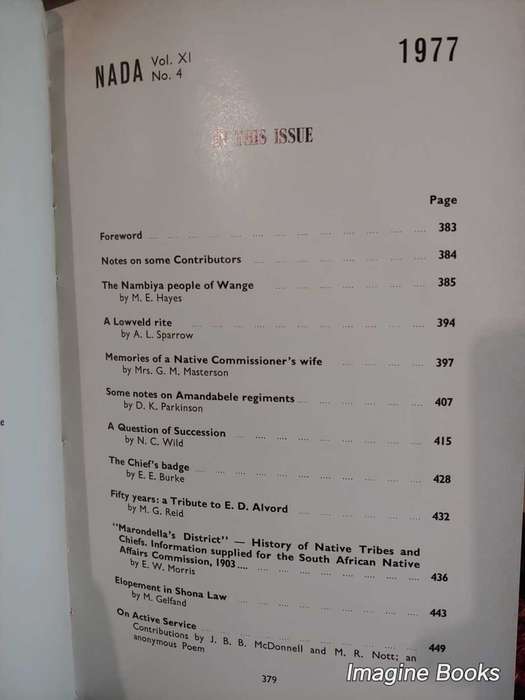 NADA Vol. XI
No. 4
1977
IN THIS ISSUE
Page
Foreword 383
Notes on some Contributors 384
The Nambiya people of Wange 385
by M. E. Hayes
A Lowveld rite 394
by A. L. Sparrow
Memories of a Native Commissioner's wife 397
by Mrs. G. M. Masterson
Some notes on Amandabele regiments 407
by D. K. Parkinson
A Question of Succession 415
by N. C. Wild
The Chief's badge 428
by E. E. Burke
Fifty years: a Tribute to E. D. Alvord 432
by M. G. Reid
"Marondella's District" — History of Native Tribes and
Chiefs. Information supplied for the South African Native
Affairs Commission, 1903 436
by E. W. Morris
Elopement in Shona Law 443
by M. Gelfand
On Active Service 449
Contributions by J. B. B. McDonnell and M. R. Nott; an
anonymous Poem
379
Imagine Books